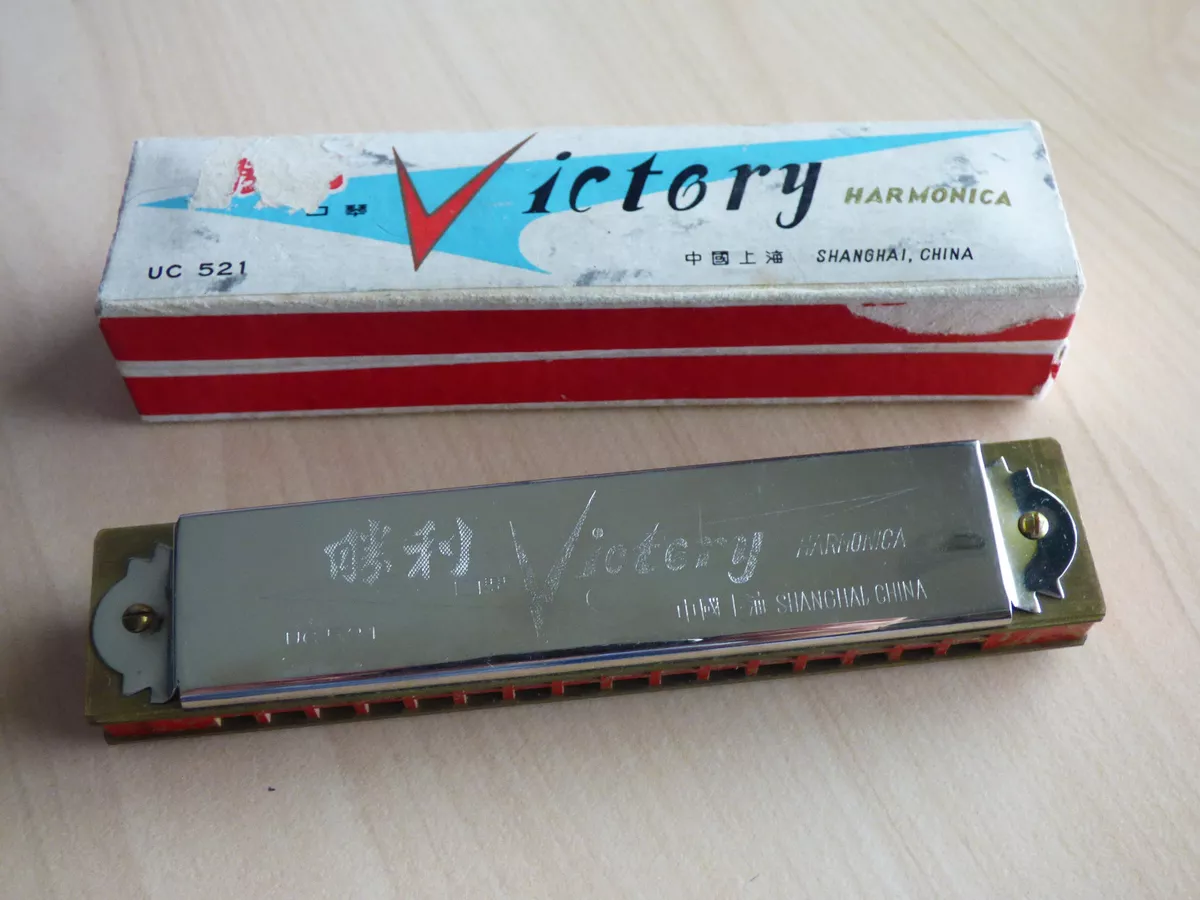 口琴 Victory HARMONICA
UC 521
中國上海 SHANGHAI, CHINA
勝利 口琴 Victory HARMONICA
UC 521
中國上海 SHANGHAI, CHINA